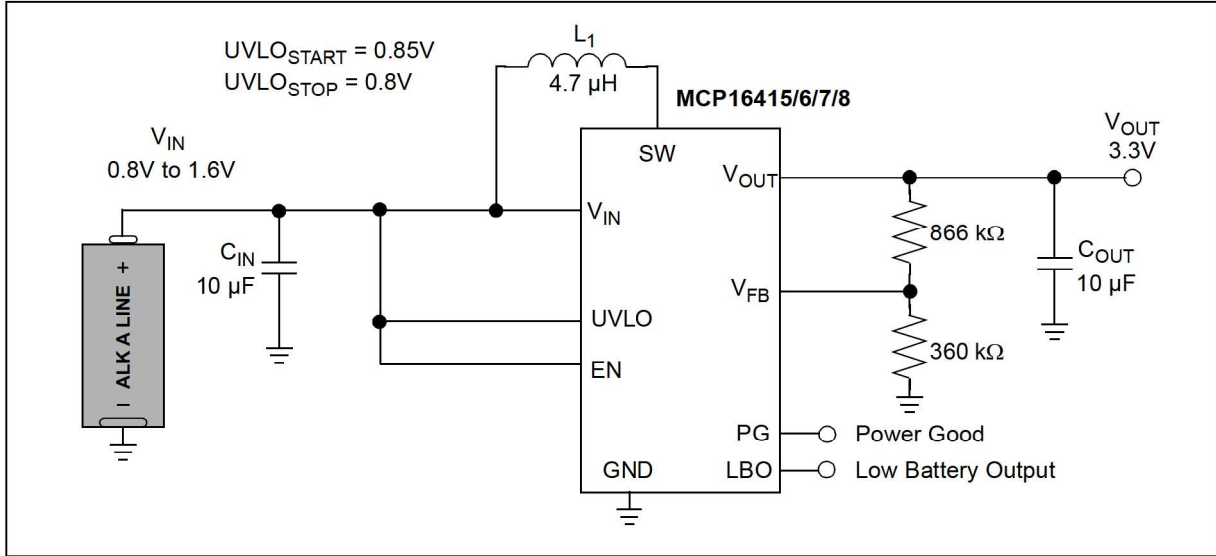 UVLOSTART = 0.85V
UVLOSTOP = 0.8V
L1
4.7 µH
MCP16415/6/7/8
VIN
0.8V to 1.6V
SW
VOUT
VOUT
3.3V
VIN
CIN
10 µF
866 kΩ
COUT
10 µF
VFB
UVLO
360 kΩ
EN
+
ALK A LINE
–
PG
Power Good
GND
LBO
Low Battery Output